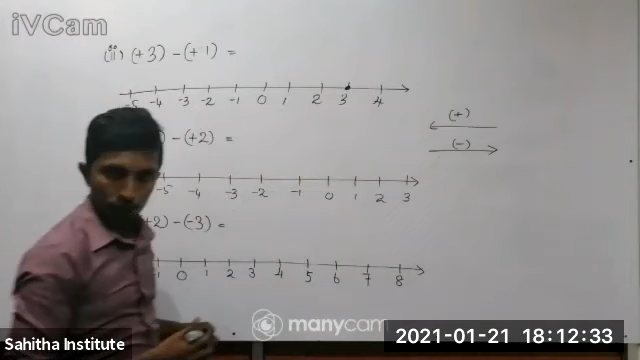 iVCam
(ii) (+3) - (+1) =
-5 -4 -3 -2 -1 0 1 2 3 4
(+)
) - (+2) =
(-)
-5 -4 -3 -2 -1 0 1 2 3
+2) - (-3) =
-1 0 1 2 3 4 5 6 7 8
manycam
2021-01-21 18:12:33
Sahitha Institute